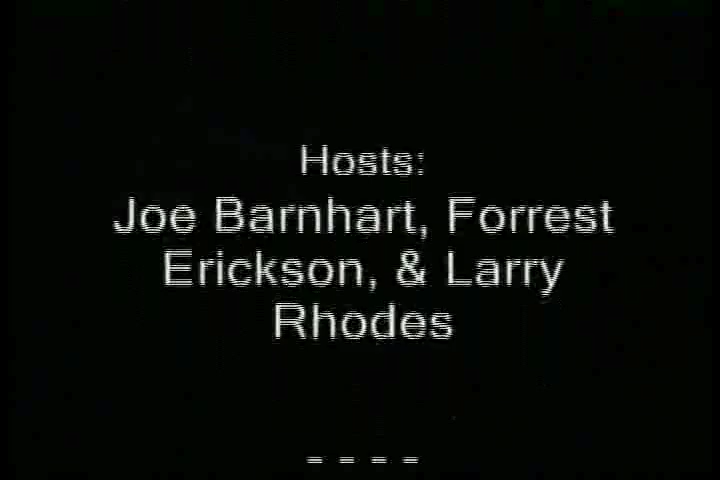 Hosts:
Joe Barnhart, Forrest
Erickson, & Larry
Rhodes
- - - -